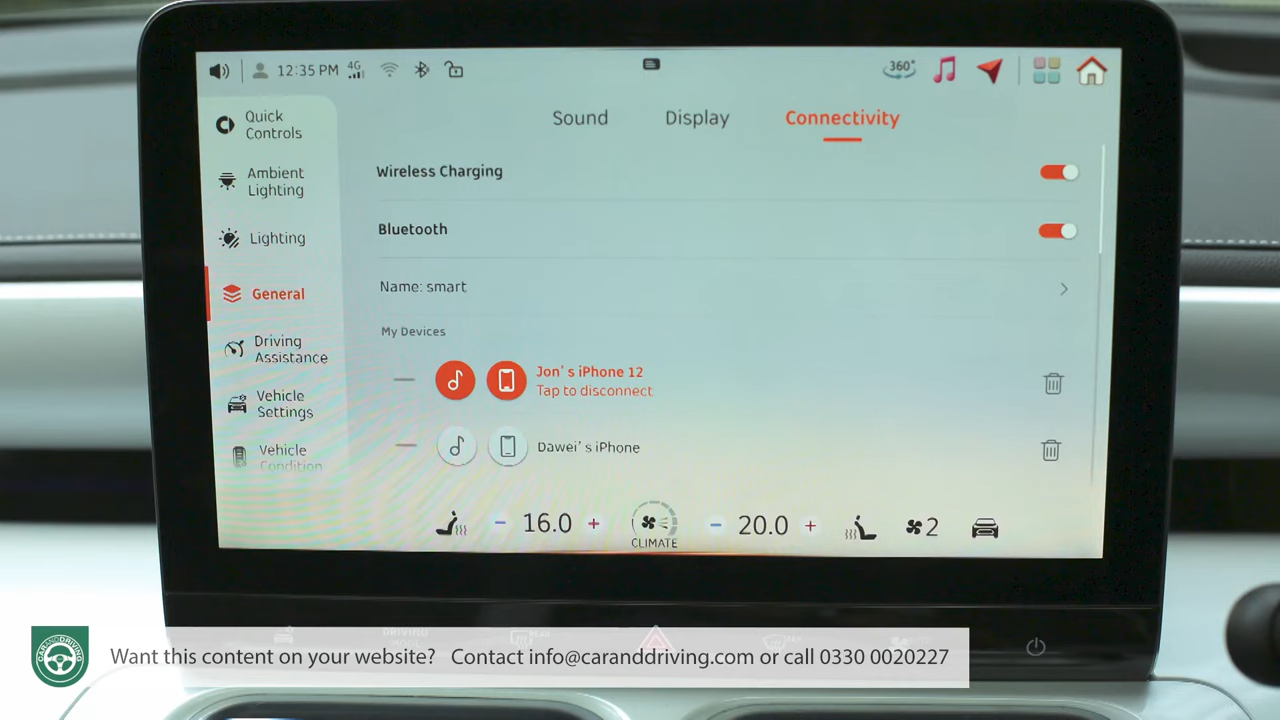 12:35 PM 4G 360°
Sound Display Connectivity
Quick
Controls
Ambient
Lighting
Lighting
General
Driving
Assistance
Vehicle
Settings
Vehicle
Condition
Wireless Charging
Bluetooth
Name: smart
My Devices
Jon's iPhone 12
Tap to disconnect
Dawei's iPhone
16.0 20.0 2
CLIMATE
CARANDDRIVING
Want this content on your website? Contact info@caranddriving.com or call 0330 0020227